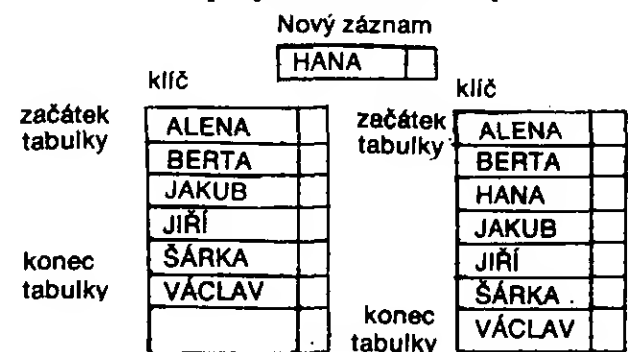 Nový záznam
HANA
klíč
začátek
tabulky
ALENA
BERTA
JAKUB
JIŘÍ
ŠÁRKA
VÁCLAV
konec
tabulky
klíč
začátek
tabulky
ALENA
BERTA
HANA
JAKUB
JIŘÍ
ŠÁRKA
VÁCLAV
konec
tabulky